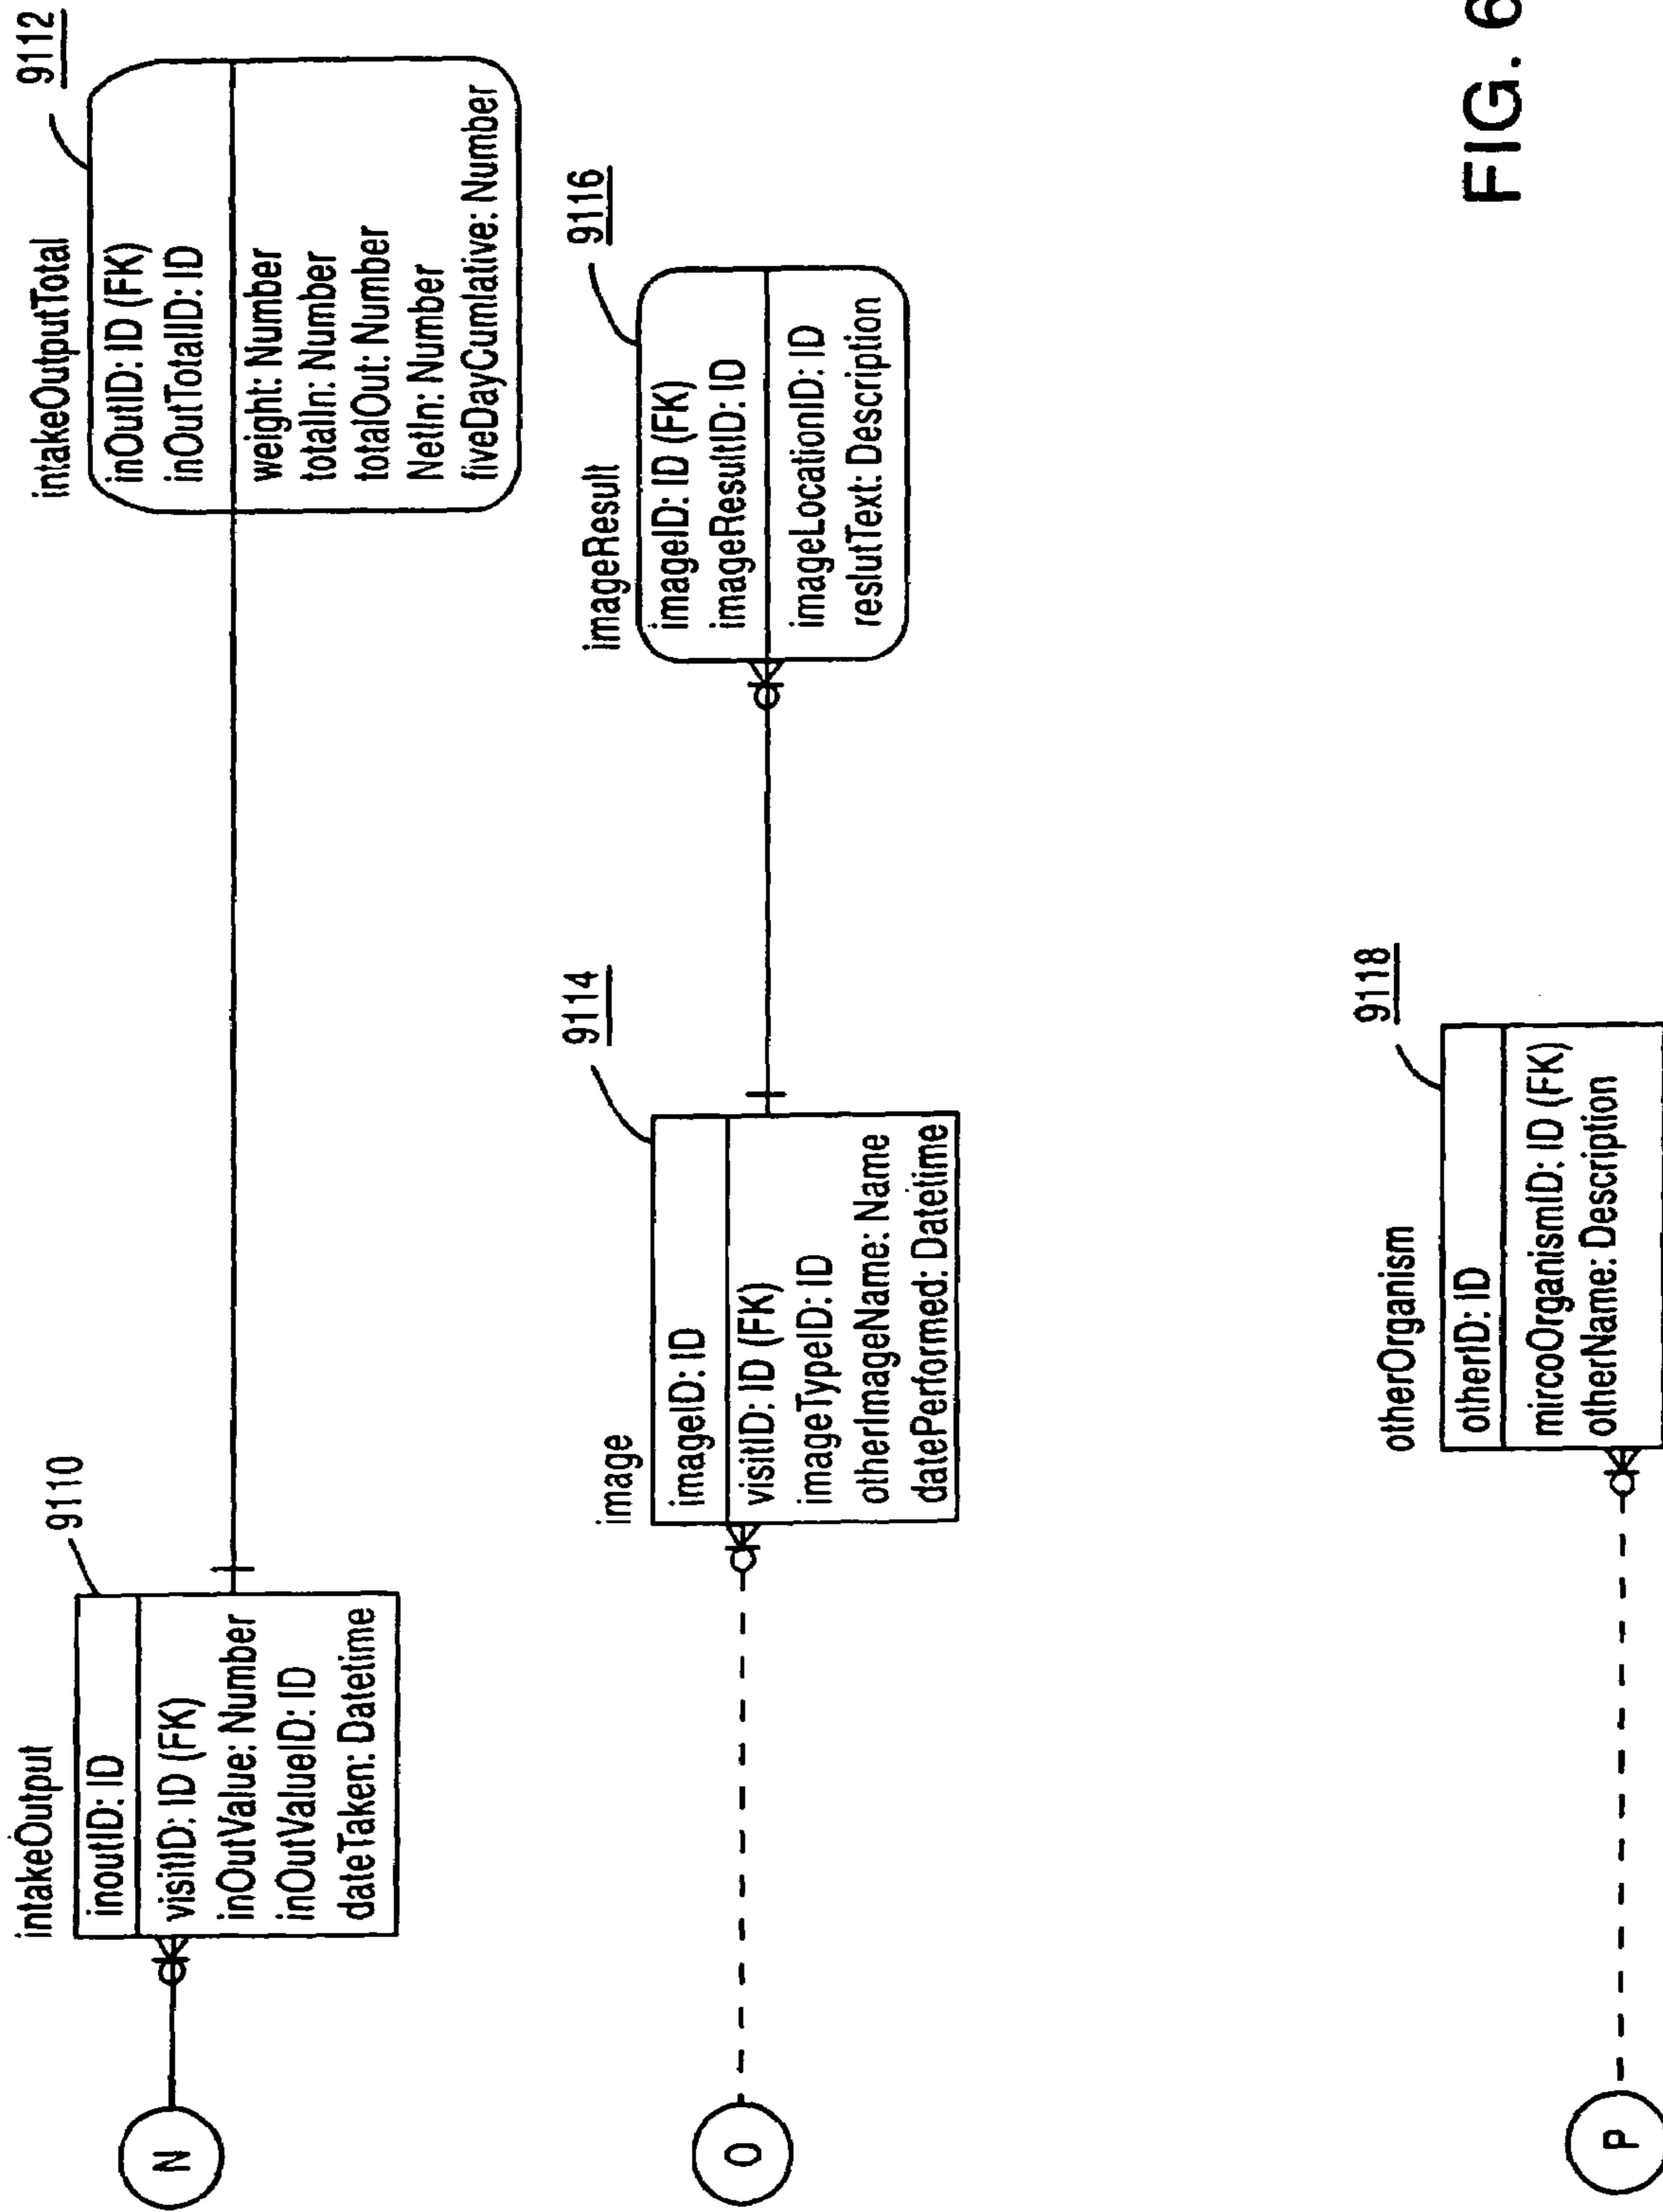 intakeOutput
9110
inoutID: ID
visitID: ID (FK)
inOutValue: Number
inOutValueID: ID
dateTaken: Datetime
N
intakeOutputTotal
9112
inOutID: ID (FK)
inOutTotalID: ID
weight: Number
totalIn: Number
totalOut: Number
NetIn: Number
fiveDayCumlative: Number
image
9114
imageID: ID
visitID: ID (FK)
imageTypeID: ID
otherImageName: Name
datePerformed: Datetime
O
imageResult
9116
imageID: ID (FK)
imageResultID: ID
imageLocationID: ID
reslutText: Description
otherOrganism
9118
otherID: ID
mircoOrganismID: ID (FK)
otherName: Description
P
FIG. 6